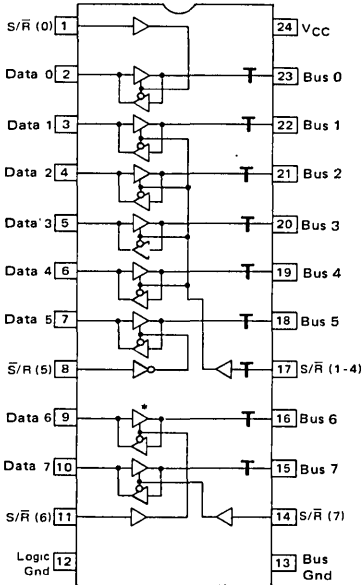 S/R̅ (0) 1 24 VCC
Data 0 2 23 Bus 0
Data 1 3 22 Bus 1
Data 2 4 21 Bus 2
Data 3 5 20 Bus 3
Data 4 6 19 Bus 4
Data 5 7 18 Bus 5
S̅/R (5) 8 17 S/R̅ (1-4)
*
Data 6 9 16 Bus 6
Data 7 10 15 Bus 7
S/R̅ (6) 11 14 S/R̅ (7)
Logic Gnd 12 13 Bus Gnd